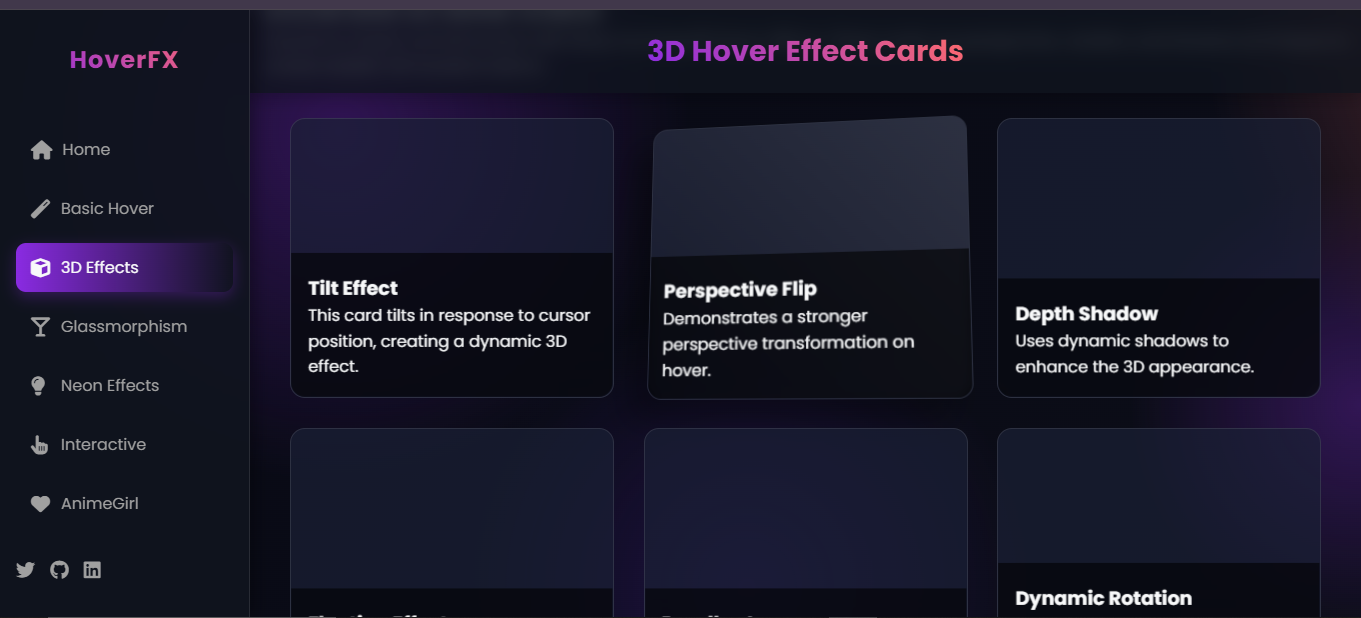 HoverFX
3D Hover Effect Cards
Home
Basic Hover
3D Effects
Glassmorphism
Neon Effects
Interactive
AnimeGirl
Tilt Effect
This card tilts in response to cursor
position, creating a dynamic 3D
effect.
Perspective Flip
Demonstrates a stronger
perspective transformation on
hover.
Depth Shadow
Uses dynamic shadows to
enhance the 3D appearance.
Dynamic Rotation